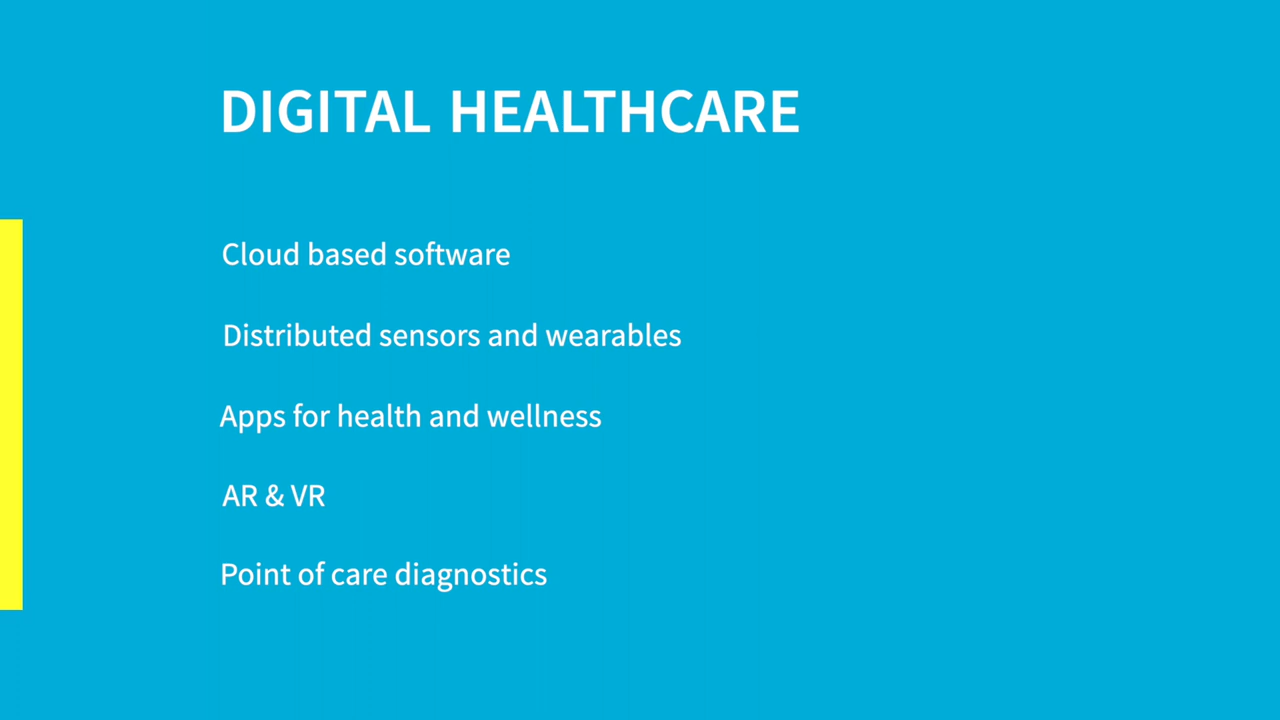 DIGITAL HEALTHCARE
Cloud based software
Distributed sensors and wearables
Apps for health and wellness
AR & VR
Point of care diagnostics